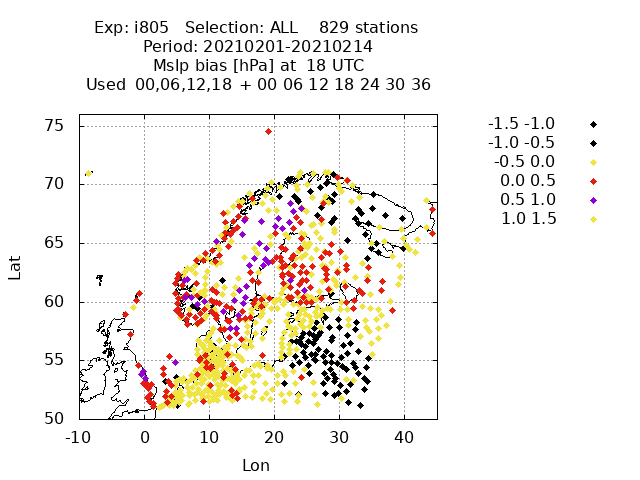 Exp: i805   Selection: ALL    829 stations
Period: 20210201-20210214
Mslp bias [hPa] at  18 UTC
Used  00,06,12,18 + 00 06 12 18 24 30 36
-1.5 -1.0
-1.0 -0.5
-0.5 0.0
0.0 0.5
0.5 1.0
1.0 1.5
75
70
65
60
55
50
Lat
-10 0 10 20 30 40
Lon